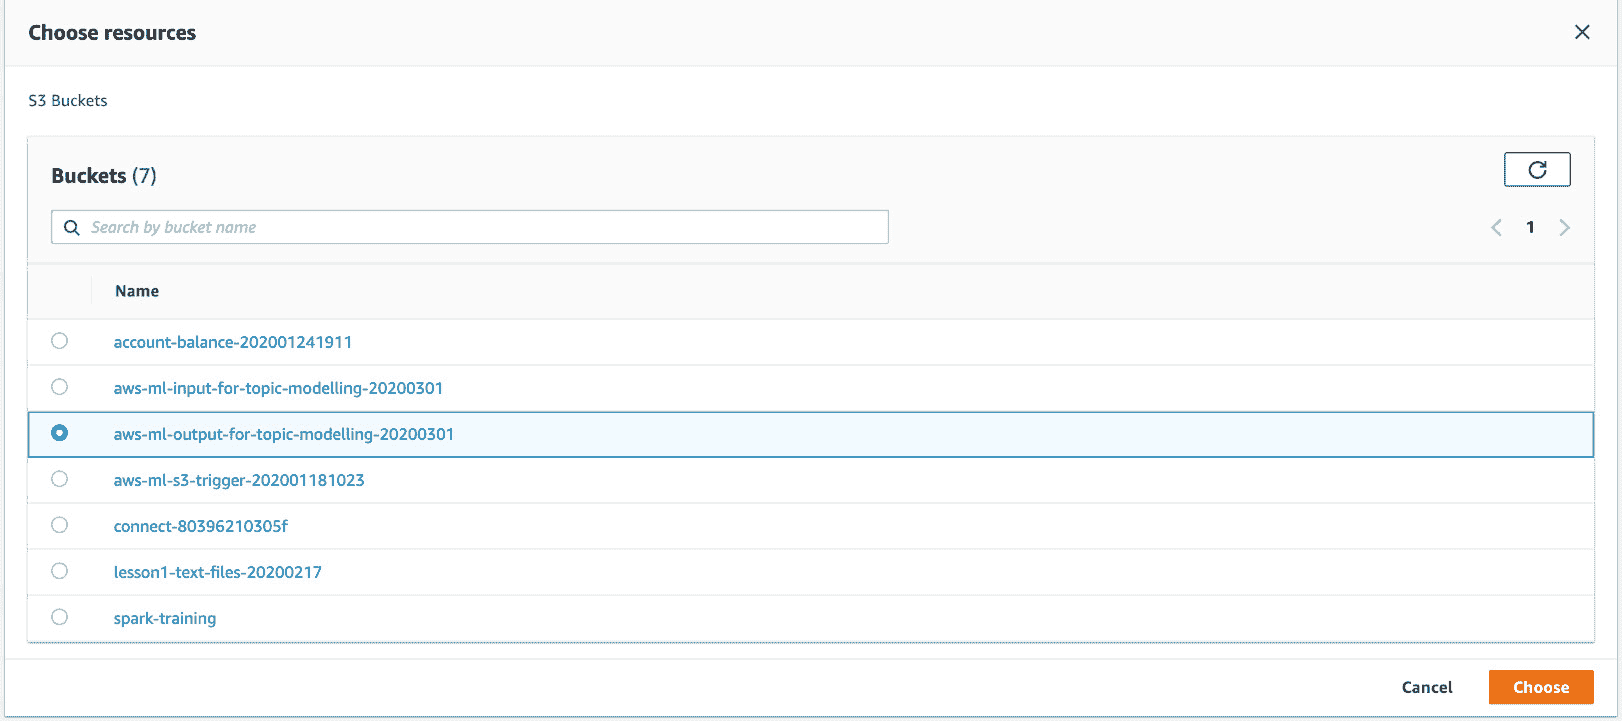 Choose resources
S3 Buckets
Buckets (7)
Search by bucket name
1
Name
account-balance-202001241911
aws-ml-input-for-topic-modelling-20200301
aws-ml-output-for-topic-modelling-20200301
aws-ml-s3-trigger-202001181023
connect-80396210305f
lesson1-text-files-20200217
spark-training
Cancel
Choose